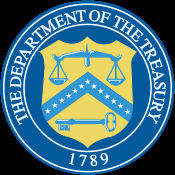 THE DEPARTMENT OF THE TREASURY
1789